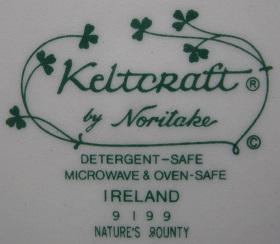 Keltcraft ®
by Noritake
©
DETERGENT-SAFE
MICROWAVE & OVEN-SAFE
IRELAND
9199
NATURE'S BOUNTY